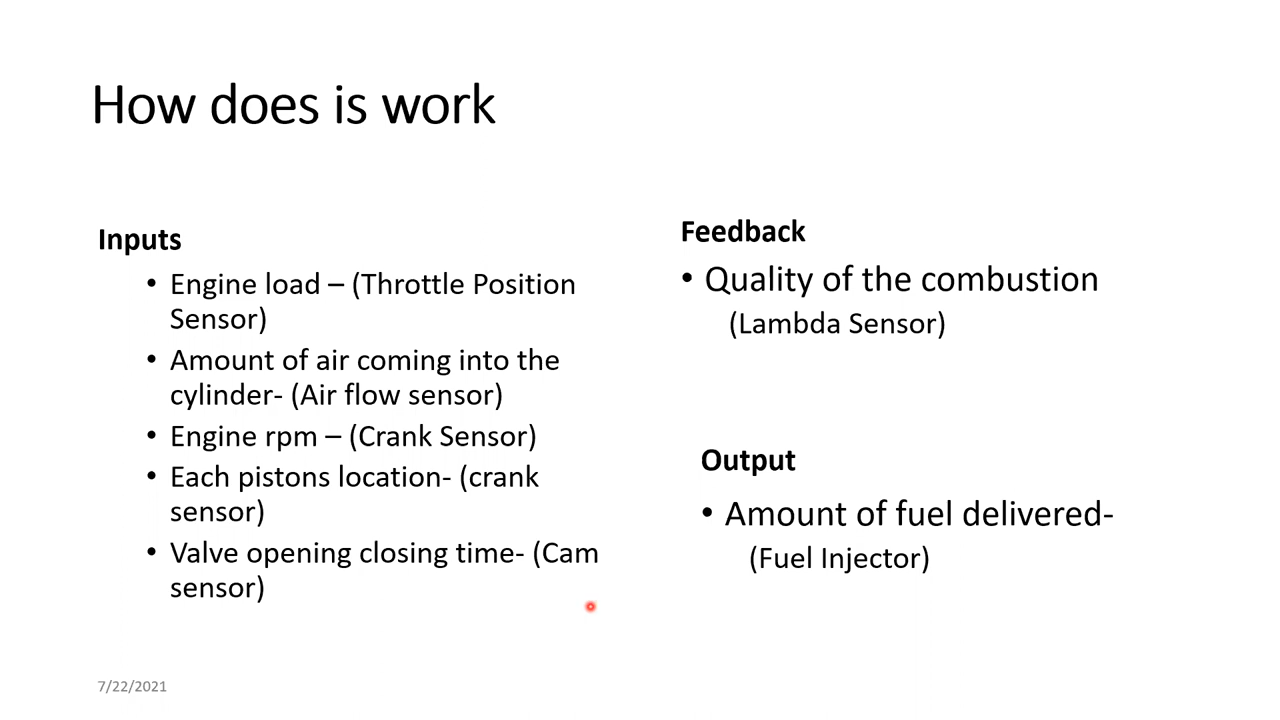 How does is work
Inputs
• Engine load – (Throttle Position
Sensor)
• Amount of air coming into the
cylinder- (Air flow sensor)
• Engine rpm – (Crank Sensor)
• Each pistons location- (crank
sensor)
• Valve opening closing time- (Cam
sensor)
Feedback
• Quality of the combustion
(Lambda Sensor)
Output
• Amount of fuel delivered-
(Fuel Injector)
7/22/2021